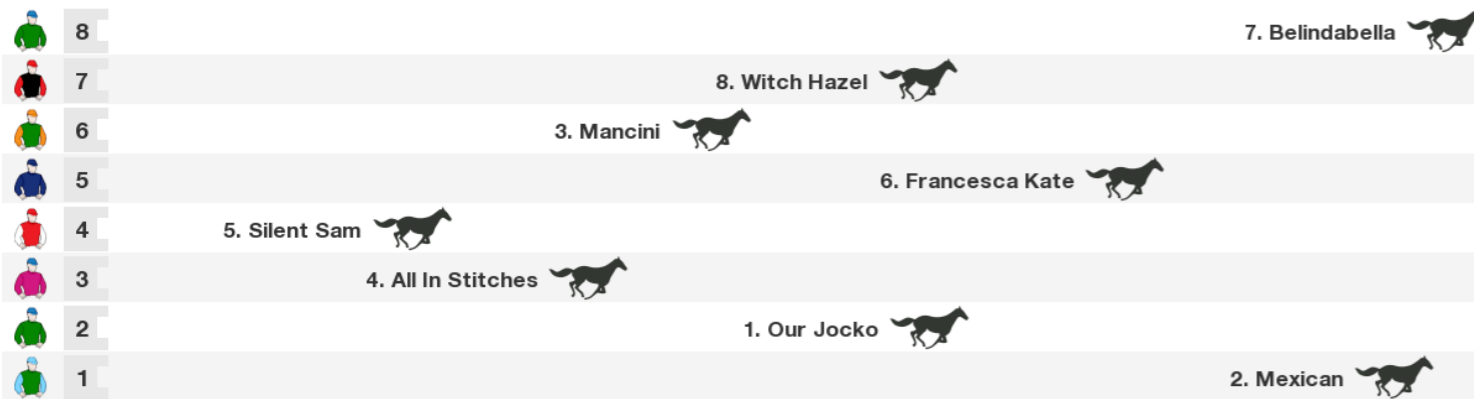 8 7. Belindabella
7 8. Witch Hazel
6 3. Mancini
5 6. Francesca Kate
4 5. Silent Sam
3 4. All In Stitches
2 1. Our Jocko
1 2. Mexican